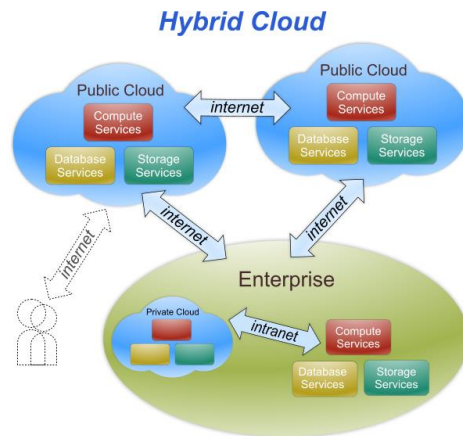 Hybrid Cloud
Public Cloud
Compute
Services
Database
Services
Storage
Services
internet
Public Cloud
Compute
Services
Database
Services
Storage
Services
internet
internet
internet
Enterprise
Private Cloud
intranet
Compute
Services
Database
Services
Storage
Services